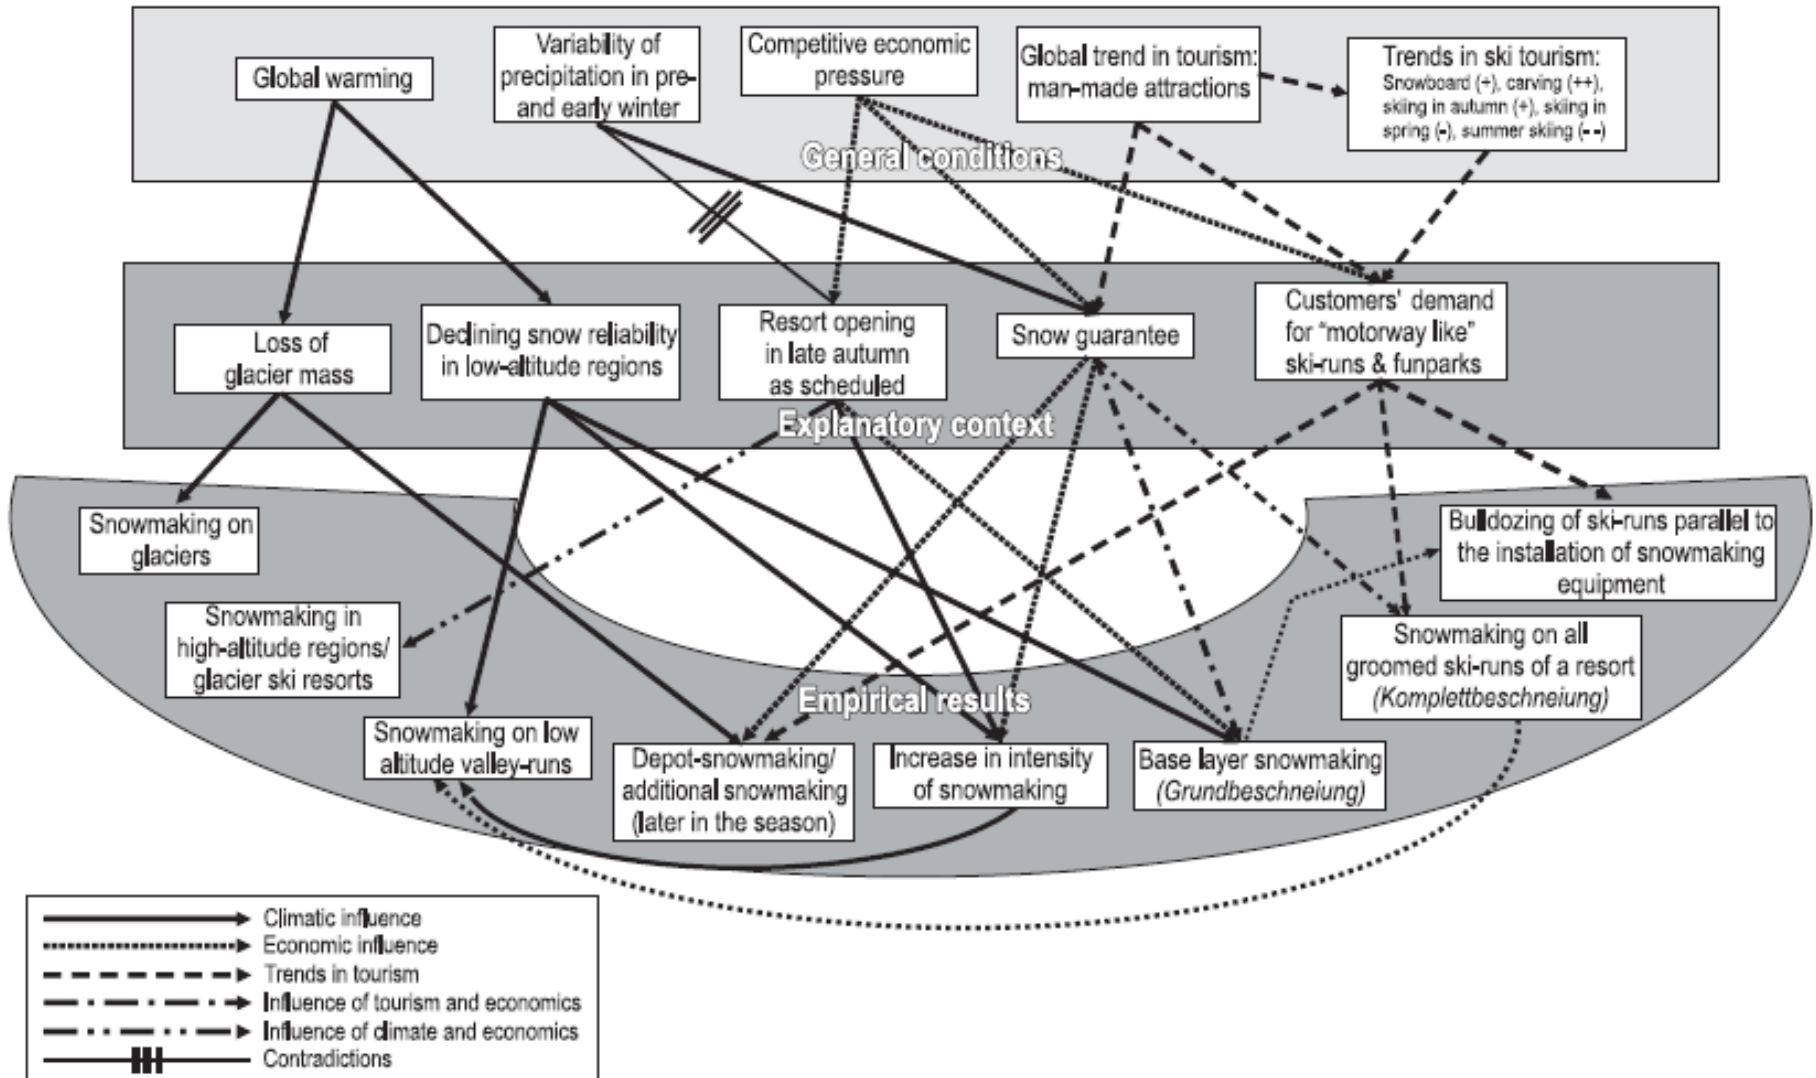 Global warming
Variability of
precipitation in pre-
and early winter
Competitive economic
pressure
Global trend in tourism:
man-made attractions
Trends in ski tourism:
Snowboard (+), carving (++),
skiing in autumn (+), skiing in
spring (-), summer skiing (- -)
General conditions
Loss of
glacier mass
Declining snow reliability
in low-altitude regions
Resort opening
in late autumn
as scheduled
Snow guarantee
Customers' demand
for "motorway like"
ski-runs & funparks
Explanatory context
Snowmaking on
glaciers
Snowmaking in
high-altitude regions/
glacier ski resorts
Snowmaking on low
altitude valley-runs
Depot-snowmaking/
additional snowmaking
(later in the season)
Increase in intensity
of snowmaking
Base layer snowmaking
(Grundbeschneiung)
Snowmaking on all
groomed ski-runs of a resort
(Komplettbeschneiung)
Bulldozing of ski-runs parallel to
the installation of snowmaking
equipment
Empirical results
Climatic influence
Economic influence
Trends in tourism
Influence of tourism and economics
Influence of climate and economics
Contradictions